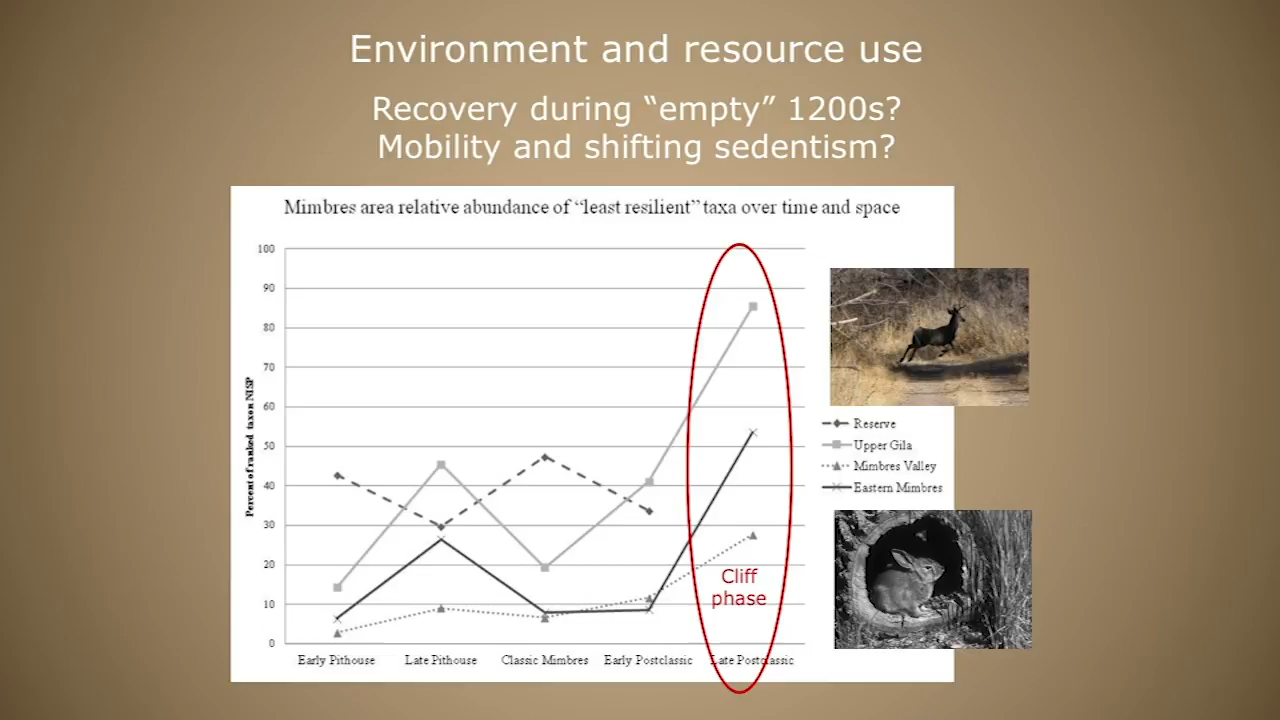 Environment and resource use
Recovery during “empty” 1200s?
Mobility and shifting sedentism?
Mimbres area relative abundance of “least resilient” taxa over time and space
100
90
80
70
60
50
40
30
20
10
0
Percent of ranked taxon NISP
Early Pithouse
Late Pithouse
Classic Mimbres
Early Postclassic
Late Postclassic
Cliff
phase
Reserve
Upper Gila
Mimbres Valley
Eastern Mimbres